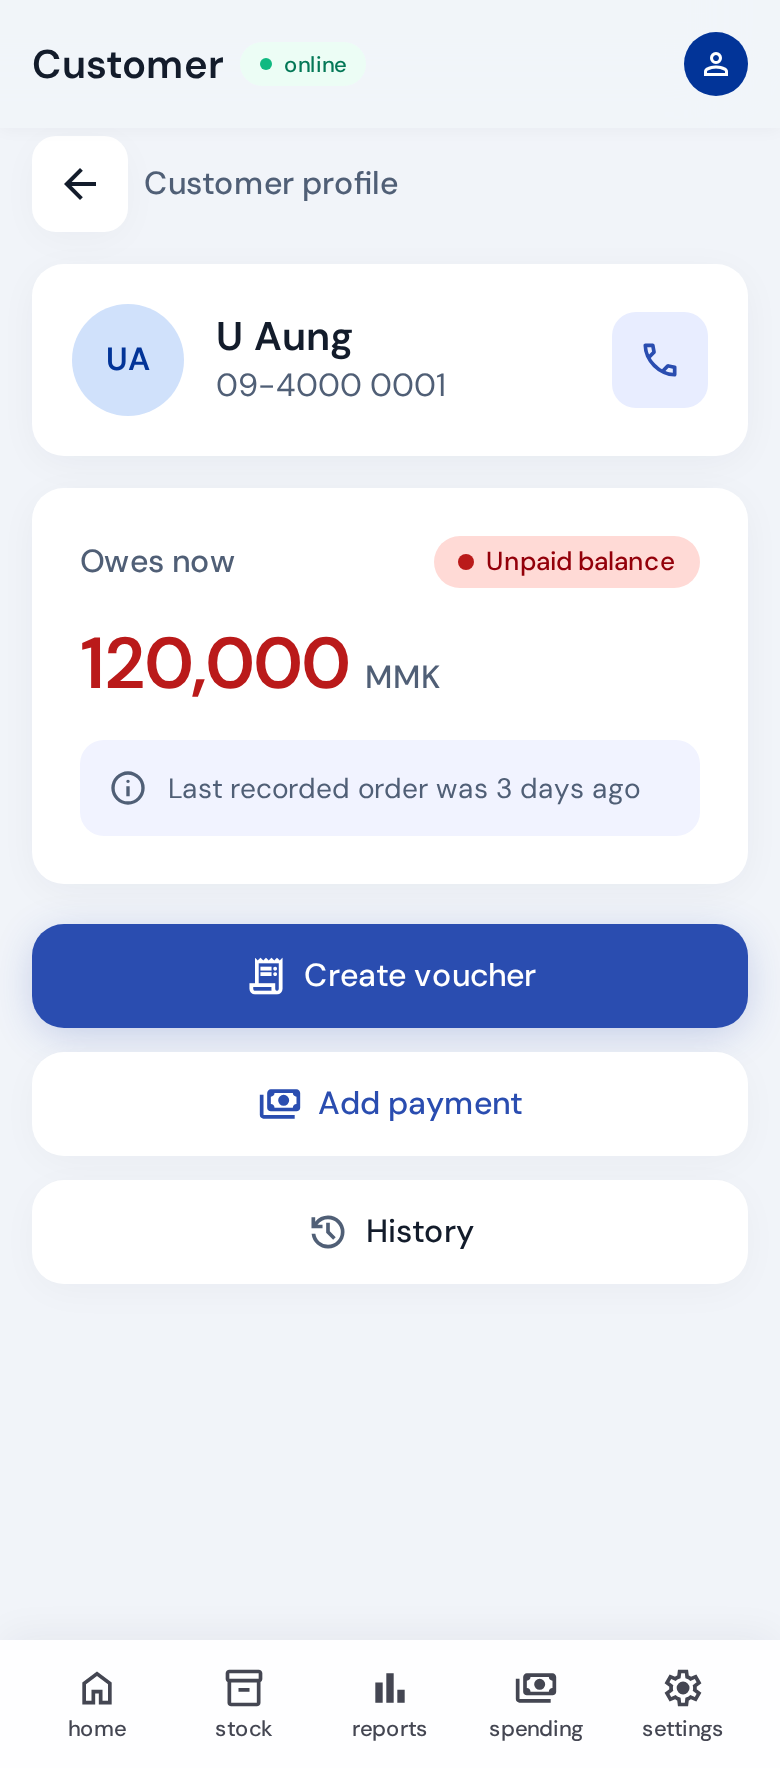 Customer
online
Customer profile
UA
U Aung
09-4000 0001
Owes now
Unpaid balance
120,000 MMK
Last recorded order was 3 days ago
Create voucher
Add payment
History
home
stock
reports
spending
settings